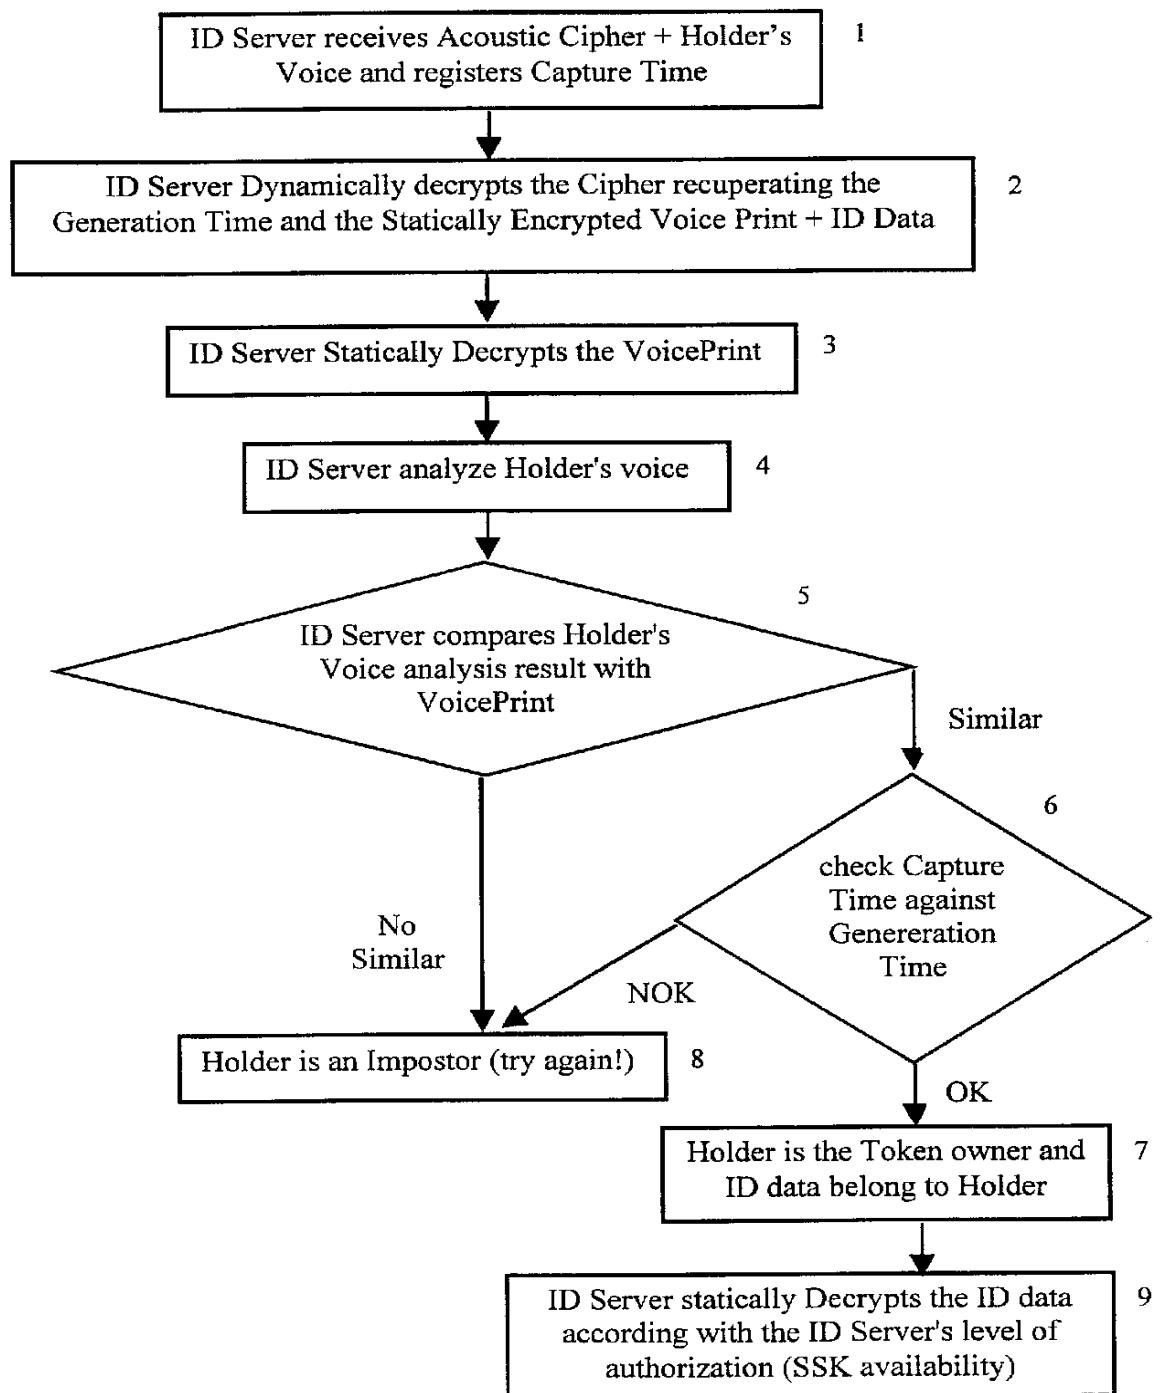 ID Server receives Acoustic Cipher + Holder's
Voice and registers Capture Time
1
ID Server Dynamically decrypts the Cipher recuperating the
Generation Time and the Statically Encrypted Voice Print + ID Data
2
ID Server Statically Decrypts the VoicePrint
3
ID Server analyze Holder's voice
4
5
ID Server compares Holder's
Voice analysis result with
VoicePrint
Similar
6
check Capture
Time against
Genereration
Time
No
Similar
NOK
Holder is an Impostor (try again!)
8
OK
Holder is the Token owner and
ID data belong to Holder
7
ID Server statically Decrypts the ID data
according with the ID Server's level of
authorization (SSK availability)
9